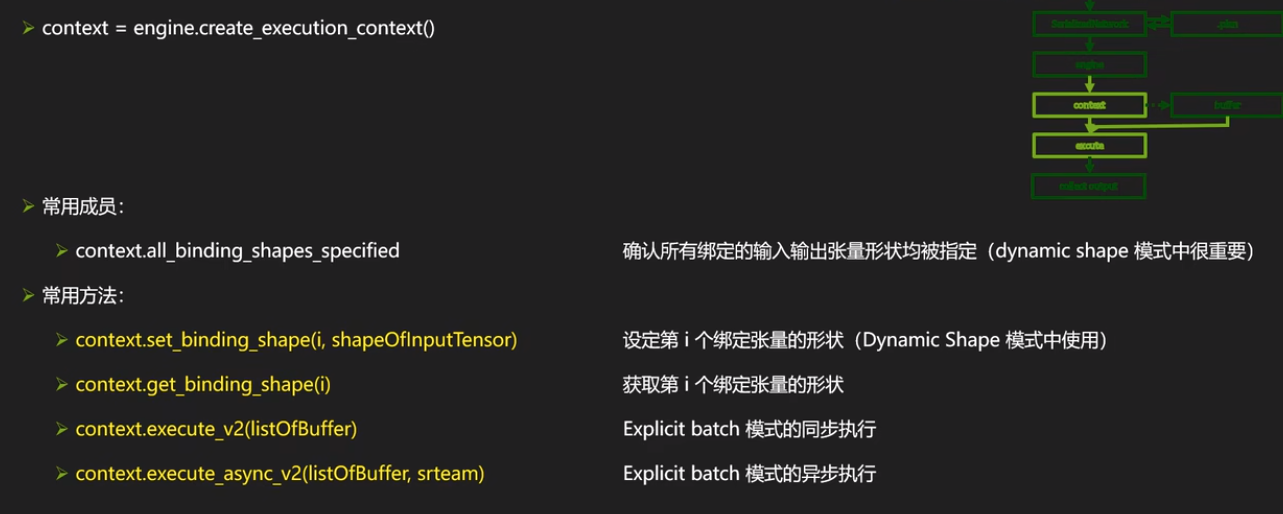 context = engine.create_execution_context()
SerializedNetwork
.plan
engine
context
buffer
excute
collect output
常用成员：
context.all_binding_shapes_specified
确认所有绑定的输入输出张量形状均被指定（dynamic shape 模式中很重要）
常用方法：
context.set_binding_shape(i, shapeOfInputTensor)
设定第 i 个绑定张量的形状（Dynamic Shape 模式中使用）
context.get_binding_shape(i)
获取第 i 个绑定张量的形状
context.execute_v2(listOfBuffer)
Explicit batch 模式的同步执行
context.execute_async_v2(listOfBuffer, srteam)
Explicit batch 模式的异步执行